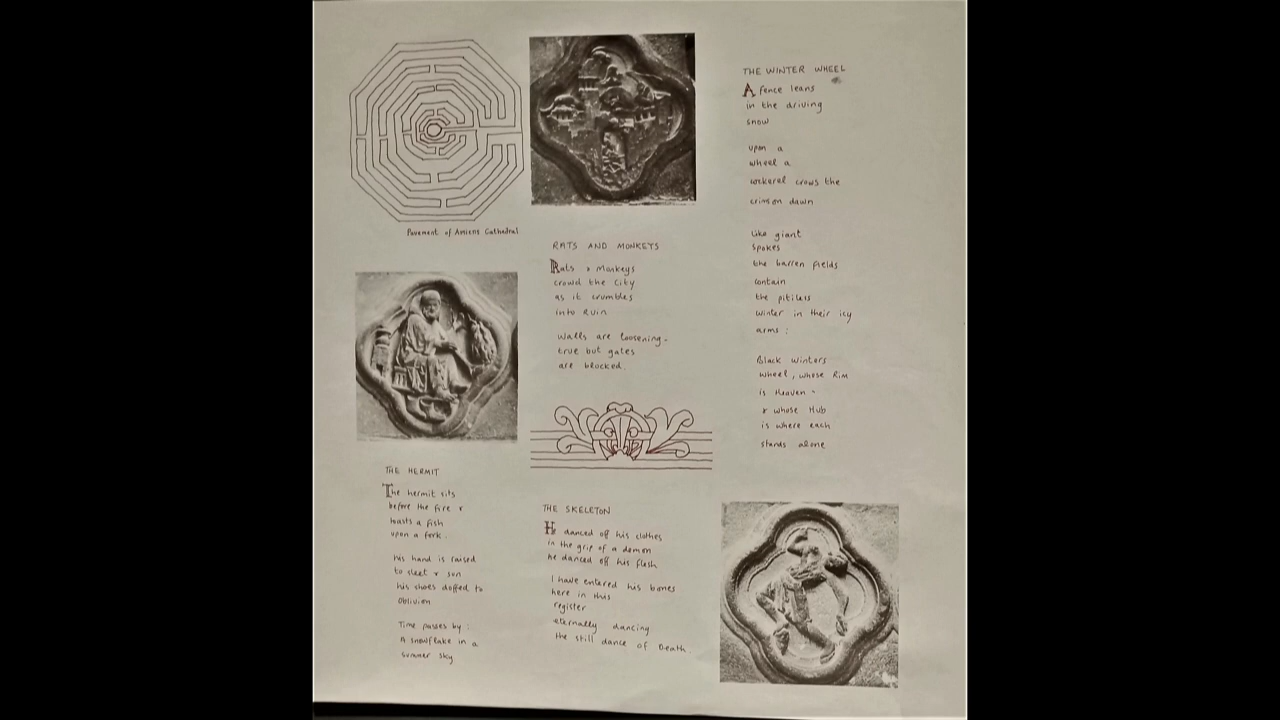 Pavement of Amiens Cathedral
THE HERMIT
The hermit sits
before the fire &
toasts a fish
upon a fork.
his hand is raised
to sleet & sun
his shoes doffed to
Oblivion
Time passes by:
A snowflake in a
summer sky
RATS AND MONKEYS
Rats & Monkeys
crowd the City
as it crumbles
into Ruin
Walls are loosening-
true but gates
are blocked.
THE SKELETON
He danced off his clothes
in the grip of a demon
he danced off his flesh
I have entered his bones
here in this
register
eternally dancing
the still dance of Death.
THE WINTER WHEEL
A fence leans
in the driving
snow
upon a
wheel a
cockerel crows the
crimson dawn
Like giant
Spokes
the barren fields
contain
the pitiless
winter in their icy
arms:
Black winters
wheel, whose Rim
is Heaven-
& whose Hub
is where each
stands alone